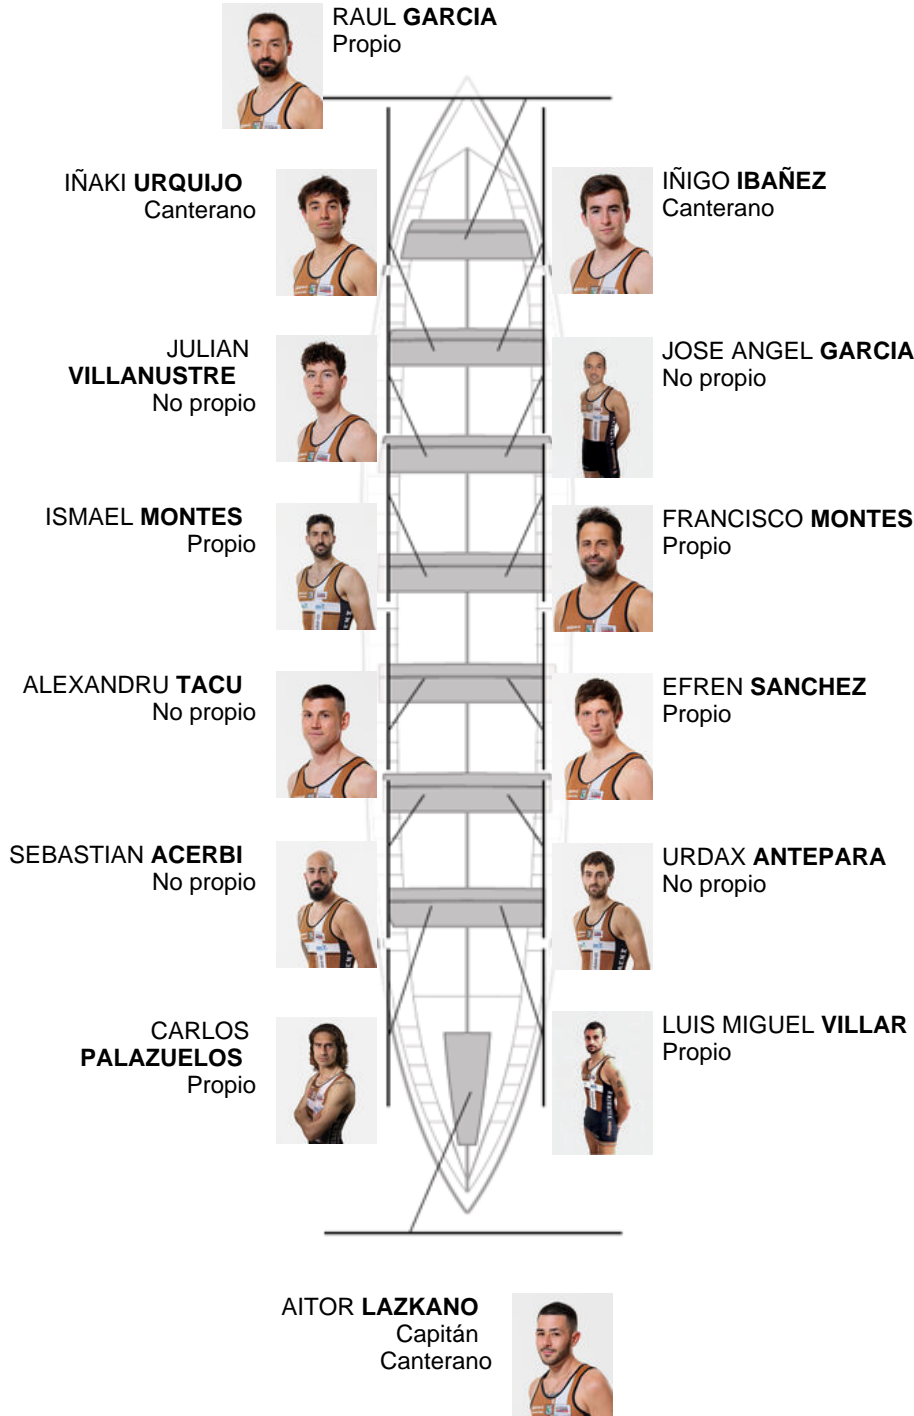 RAUL GARCIA
Propio
IÑAKI URQUIJO
Canterano
IÑIGO IBAÑEZ
Canterano
JULIAN
VILLANUSTRE
No propio
JOSE ANGEL GARCIA
No propio
ISMAEL MONTES
Propio
FRANCISCO MONTES
Propio
ALEXANDRU TACU
No propio
EFREN SANCHEZ
Propio
SEBASTIAN ACERBI
No propio
URDAX ANTEPARA
No propio
CARLOS
PALAZUELOS
Propio
LUIS MIGUEL VILLAR
Propio
AITOR LAZKANO
Capitán
Canterano